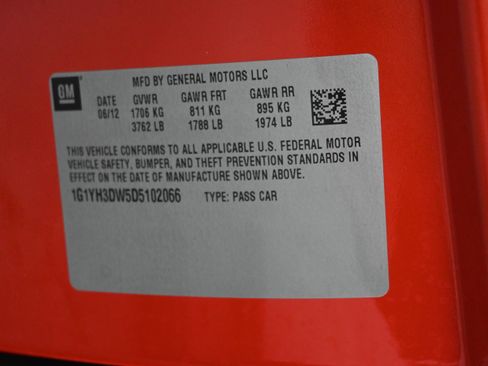 GM
MFD BY GENERAL MOTORS LLC
DATE GVWR GAWR FRT GAWR RR
06/12 1706 KG 811 KG 895 KG
3762 LB 1788 LB 1974 LB
THIS VEHICLE CONFORMS TO ALL APPLICABLE U.S. FEDERAL MOTOR
VEHICLE SAFETY, BUMPER, AND THEFT PREVENTION STANDARDS IN
EFFECT ON THE DATE OF MANUFACTURE SHOWN ABOVE.
1G1YH3DW5D5102066 TYPE: PASS CAR